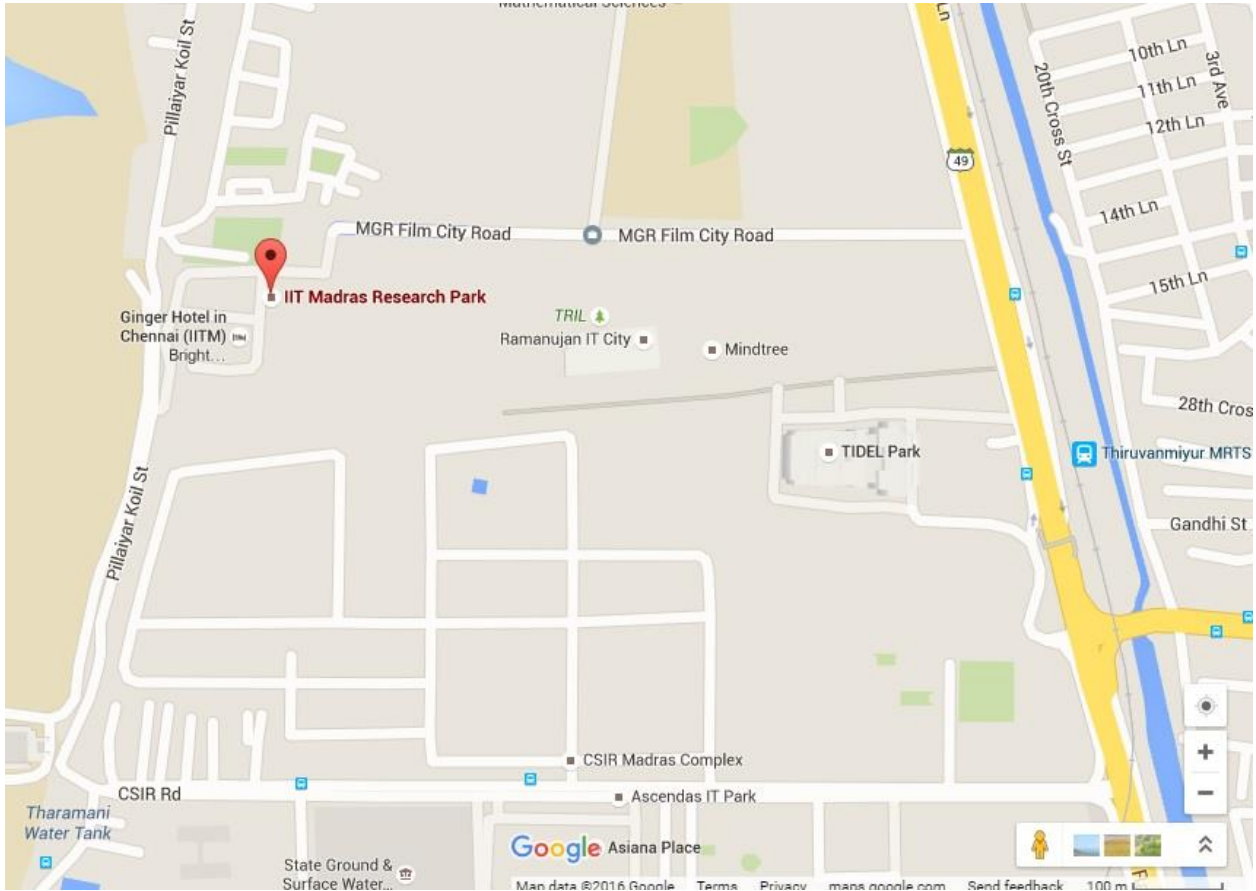 Mathematical Sciences
Ln
Pillaiyar Koil St
20th Cross St
10th Ln
3rd Ave
11th Ln
12th Ln
49
14th Ln
MGR Film City Road
MGR Film City Road
15th Ln
IIT Madras Research Park
Ginger Hotel in
Chennai (IITM)
Bright...
TRIL
Ramanujan IT City
Mindtree
28th Cros
TIDEL Park
Thiruvanmiyur MRTS
Pillaiyar Koil St
Gandhi St
CSIR Madras Complex
CSIR Rd
Ascendas IT Park
Tharamani
Water Tank
Google
Asiana Place
State Ground &
Surface Water...
Map data ©2016 Google Terms Privacy maps.google.com Send feedback 100 m